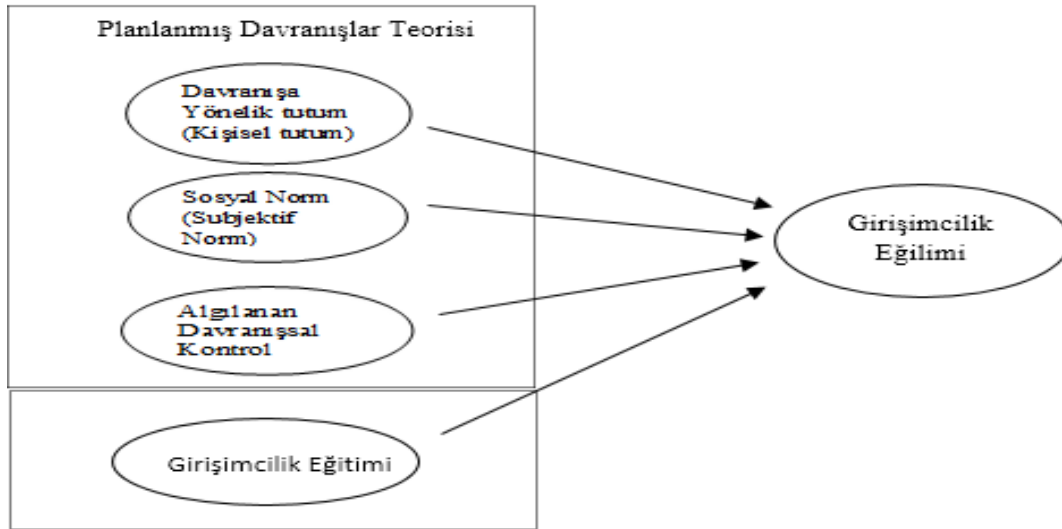 Planlanmış Davranışlar Teorisi
Davranışa
Yönelik tutum
(Kişisel tutum)
Sosyal Norm
(Subjektif
Norm)
Algılanan
Davranışsal
Kontrol
Girişimcilik Eğitimi
Girişimcilik
Eğilimi